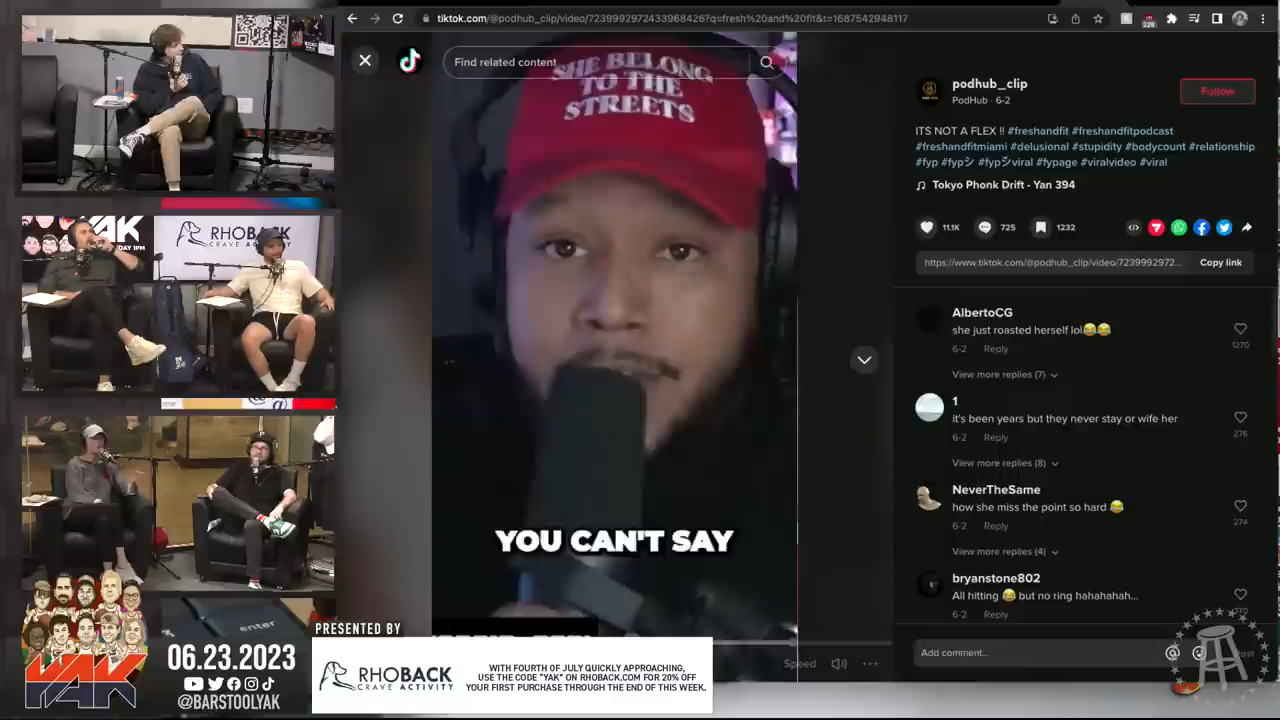 tiktok.com/@podhub_clip/video/7239992972433968426?q=fresh%20and%20fit&t=1687542948117
Find related content
SHE BELONG
TO THE
STREETS
YOU CAN'T SAY
podhub_clip
PodHub · 6-2
Follow
ITS NOT A FLEX !! #freshandfit #freshandfitpodcast
#freshandfitmiami #delusional #stupidity #bodycount #relationship
#fyp #fypシ #fypシviral #fypage #viralvideo #viral
Tokyo Phonk Drift - Yan 394
11.1K
725
1232
https://www.tiktok.com/@podhub_clip/video/7239992972...
Copy link
AlbertoCG
she just roasted herself lol😂😂
6-2 Reply
1270
View more replies (7)
1
it's been years but they never stay or wife her
6-2 Reply
276
View more replies (8)
NeverTheSame
how she miss the point so hard 😂
6-2 Reply
274
View more replies (4)
bryanstone802
All hitting 😂 but no ring hahahahah...
6-2 Reply
Add comment...
Speed
YAK
RHOBACK
CRAVE ACTIVITY
enter
YAK
06.23.2023
@BARSTOOLYAK
PRESENTED BY
RHOBACK
CRAVE ACTIVITY
WITH FOURTH OF JULY QUICKLY APPROACHING,
USE THE CODE "YAK" ON RHOBACK.COM FOR 20% OFF
YOUR FIRST PURCHASE THROUGH THE END OF THIS WEEK.